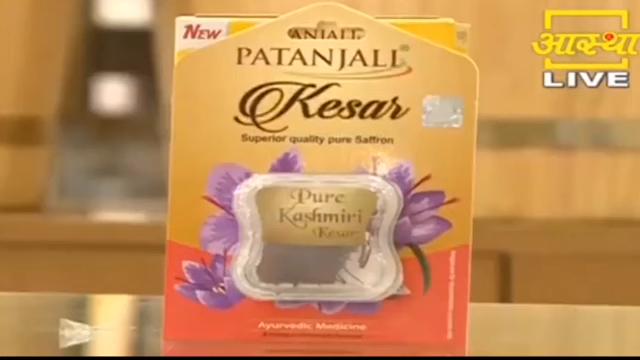 NEW
ANJALI
PATANJALI
Kesar
Superior quality pure Saffron
Pure
Kashmiri
Kesar
Ayurvedic Medicine
आस्था
LIVE